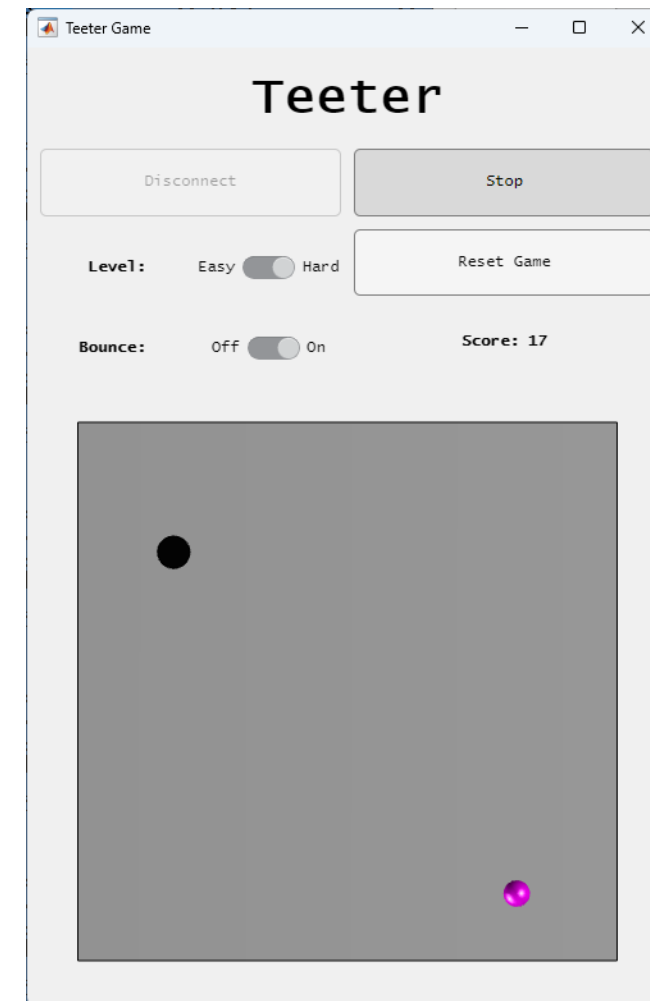 Teeter Game
Teeter
Disconnect
Stop
Level:
Easy
Hard
Reset Game
Bounce:
Off
On
Score: 17